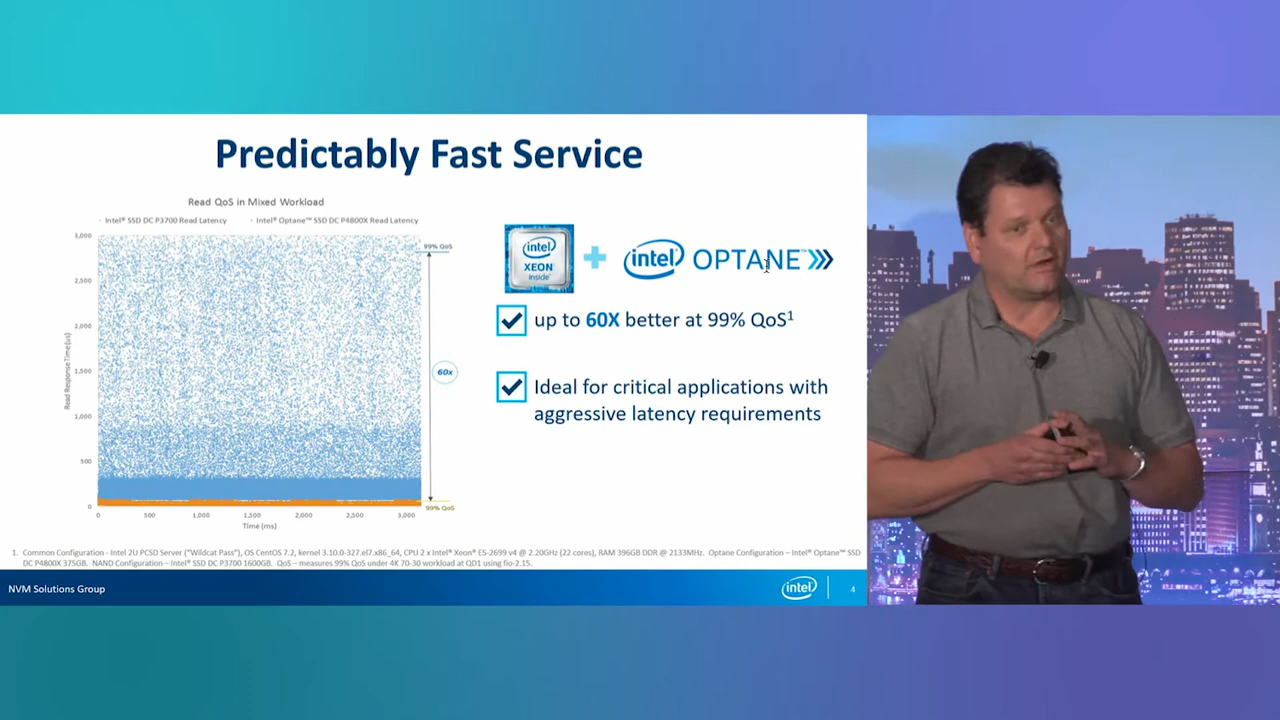 Predictably Fast Service
Read QoS in Mixed Workload
Intel® SSD DC P3700 Read Latency
Intel® Optane™ SSD DC P4800X Read Latency
Read Response Time (µs)
3,000
2,500
2,000
1,500
1,000
500
0
0 500 1,000 1,500 2,000 2,500 3,000
Time (ms)
99% QoS
60x
99% QoS
intel
XEON
inside™
intel OPTANE™
up to 60X better at 99% QoS¹
Ideal for critical applications with
aggressive latency requirements
1. Common Configuration - Intel 2U PCSD Server ("Wildcat Pass"), OS CentOS 7.2, kernel 3.10.0-327.el7.x86_64, CPU 2 x Intel® Xeon® E5-2699 v4 @ 2.20GHz (22 cores), RAM 396GB DDR @ 2133MHz. Optane Configuration – Intel® Optane™ SSD
DC P4800X 375GB. NAND Configuration – Intel® SSD DC P3700 1600GB. QoS – measures 99% QoS under 4K 70-30 workload at QD1 using fio-2.15.
NVM Solutions Group
intel
4